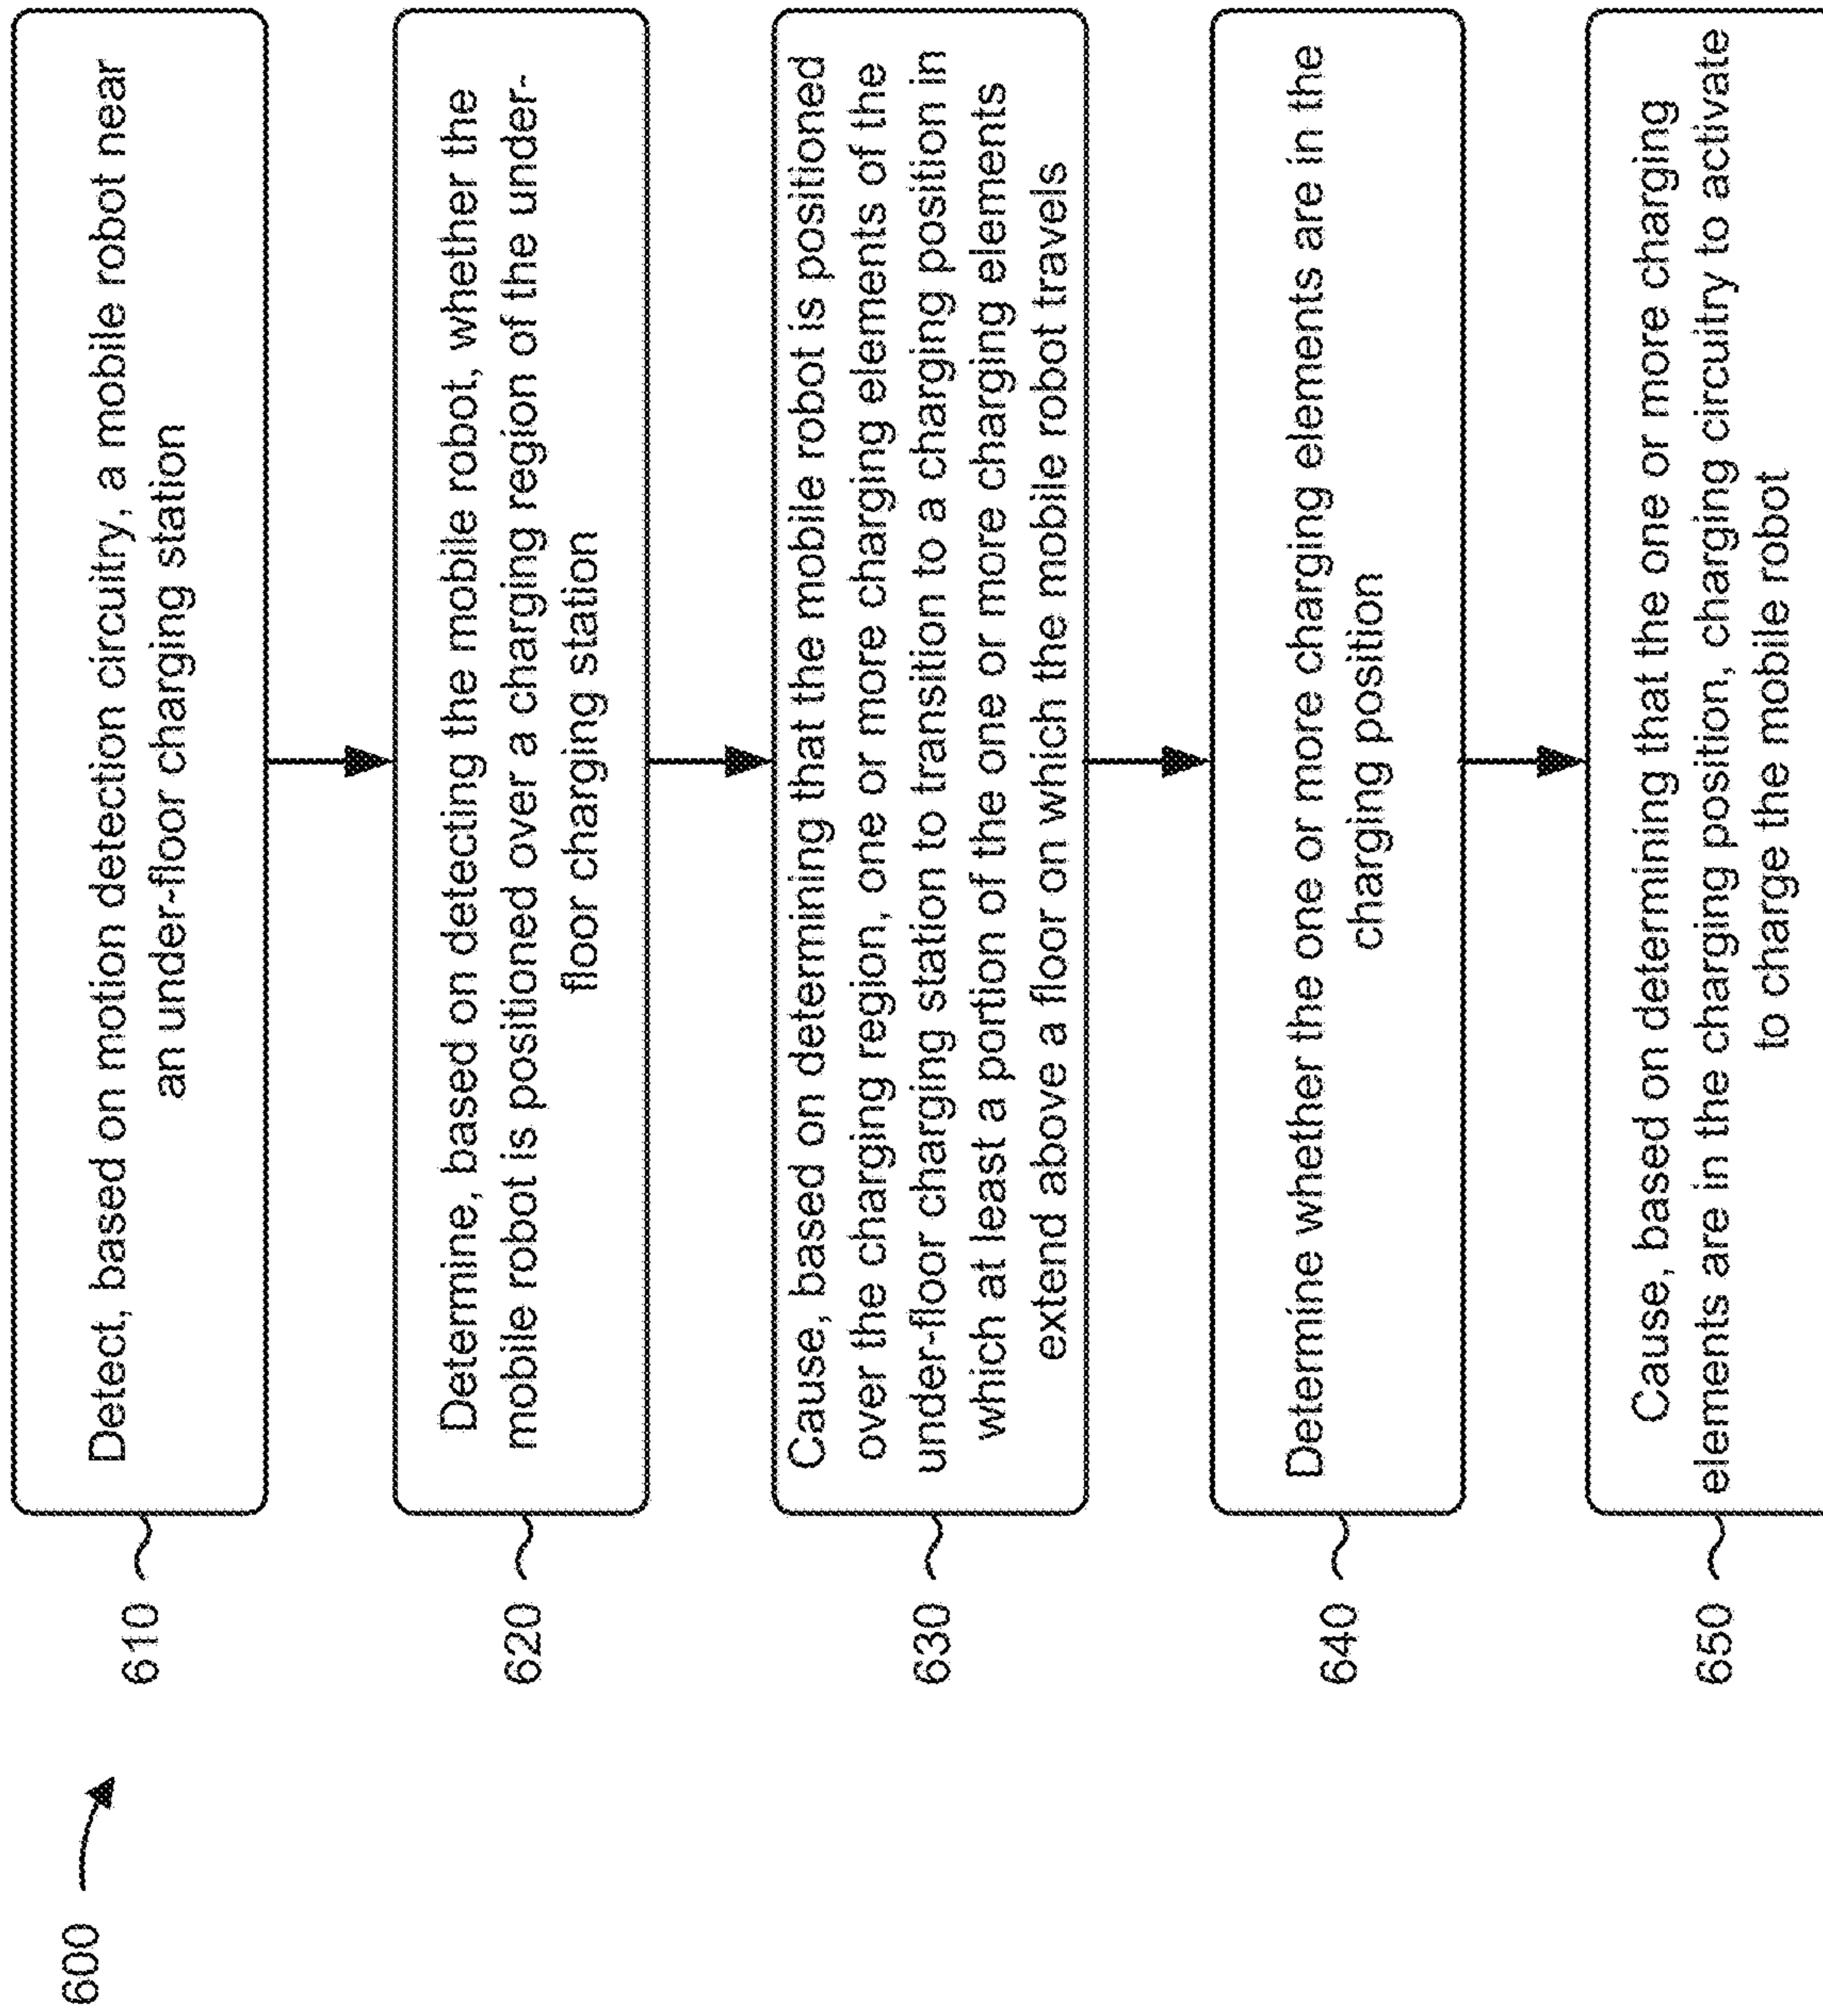 600
610
Detect, based on motion detection circuitry, a mobile robot near
an under-floor charging station
620
Determine, based on detecting the mobile robot, whether the
mobile robot is positioned over a charging region of the under-
floor charging station
630
Cause, based on determining that the mobile robot is positioned
over the charging region, one or more charging elements of the
under-floor charging station to transition to a charging position in
which at least a portion of the one or more charging elements
extend above a floor on which the mobile robot travels
640
Determine whether the one or more charging elements are in the
charging position
650
Cause, based on determining that the one or more charging
elements are in the charging position, charging circuitry to activate
to charge the mobile robot